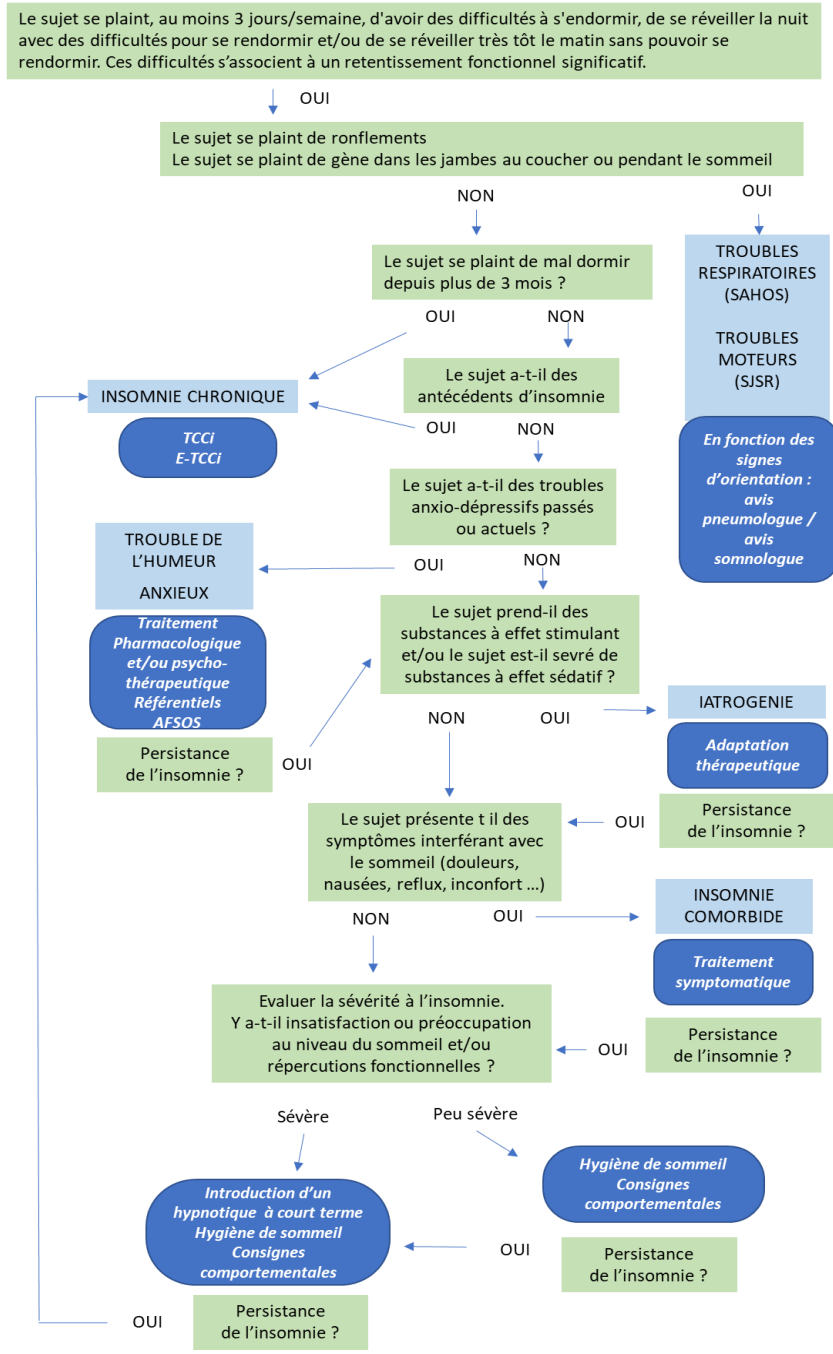 Le sujet se plaint, au moins 3 jours/semaine, d'avoir des difficultés à s'endormir, de se réveiller la nuit
avec des difficultés pour se rendormir et/ou de se réveiller très tôt le matin sans pouvoir se
rendormir. Ces difficultés s'associent à un retentissement fonctionnel significatif.
OUI
Le sujet se plaint de ronflements
Le sujet se plaint de gène dans les jambes au coucher ou pendant le sommeil
NON
OUI
Le sujet se plaint de mal dormir
depuis plus de 3 mois ?
TROUBLES
RESPIRATOIRES
(SAHOS)
TROUBLES
MOTEURS
(SJSR)
En fonction des
signes
d'orientation :
avis
pneumologue /
avis
somnologue
OUI
NON
Le sujet a-t-il des
antécédents d'insomnie
INSOMNIE CHRONIQUE
TCCi
E-TCCi
OUI
NON
Le sujet a-t-il des troubles
anxio-dépressifs passés
ou actuels ?
TROUBLE DE
L'HUMEUR
ANXIEUX
OUI
NON
Traitement
Pharmacologique
et/ou psycho-
thérapeutique
Référentiels
AFSOS
Le sujet prend-il des
substances à effet stimulant
et/ou le sujet est-il sevré de
substances à effet sédatif ?
Persistance
de l'insomnie ?
OUI
NON
OUI
IATROGENIE
Adaptation
thérapeutique
Persistance
de l'insomnie ?
OUI
Le sujet présente t il des
symptômes interférant avec
le sommeil (douleurs,
nausées, reflux, inconfort ...)
NON
OUI
INSOMNIE
COMORBIDE
Traitement
symptomatique
Persistance
de l'insomnie ?
OUI
Evaluer la sévérité à l'insomnie.
Y a-t-il insatisfaction ou préoccupation
au niveau du sommeil et/ou
répercutions fonctionnelles ?
Sévère
Peu sévère
Introduction d'un
hypnotique à court terme
Hygiène de sommeil
Consignes
comportementales
Hygiène de sommeil
Consignes
comportementales
OUI
Persistance
de l'insomnie ?
OUI
Persistance
de l'insomnie ?